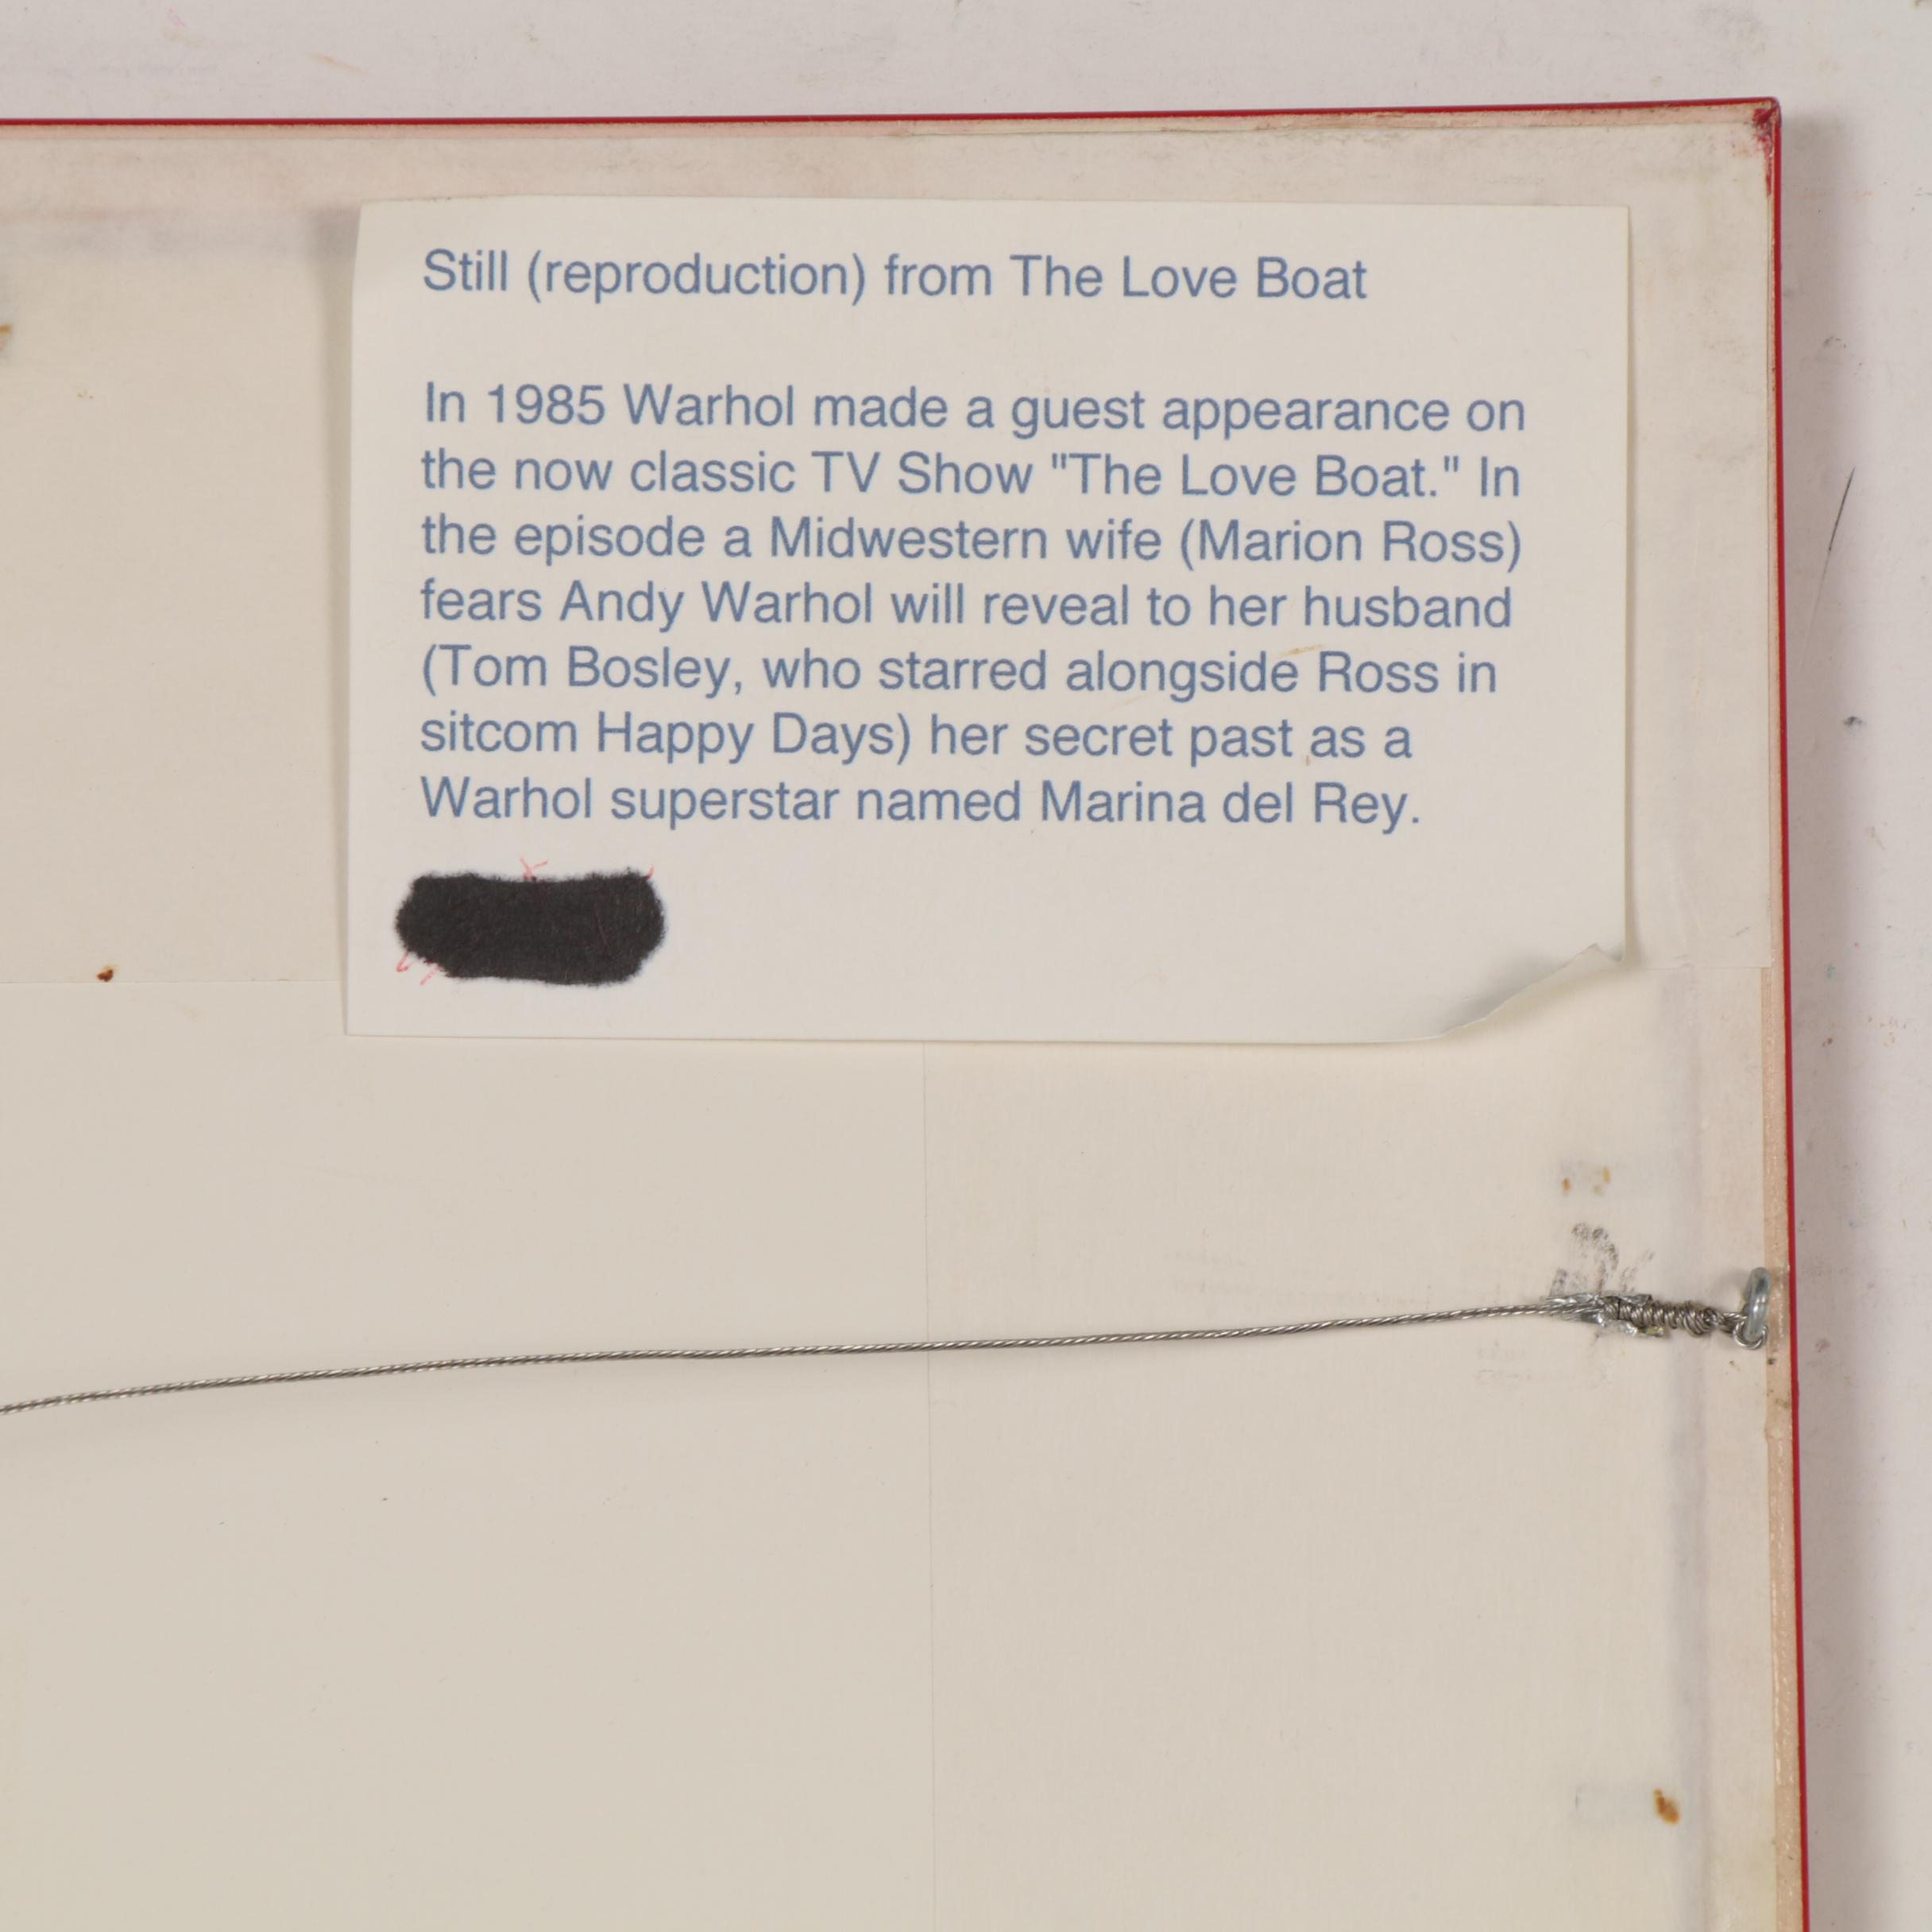 Still (reproduction) from The Love Boat
In 1985 Warhol made a guest appearance on
the now classic TV Show "The Love Boat." In
the episode a Midwestern wife (Marion Ross)
fears Andy Warhol will reveal to her husband
(Tom Bosley, who starred alongside Ross in
sitcom Happy Days) her secret past as a
Warhol superstar named Marina del Rey.